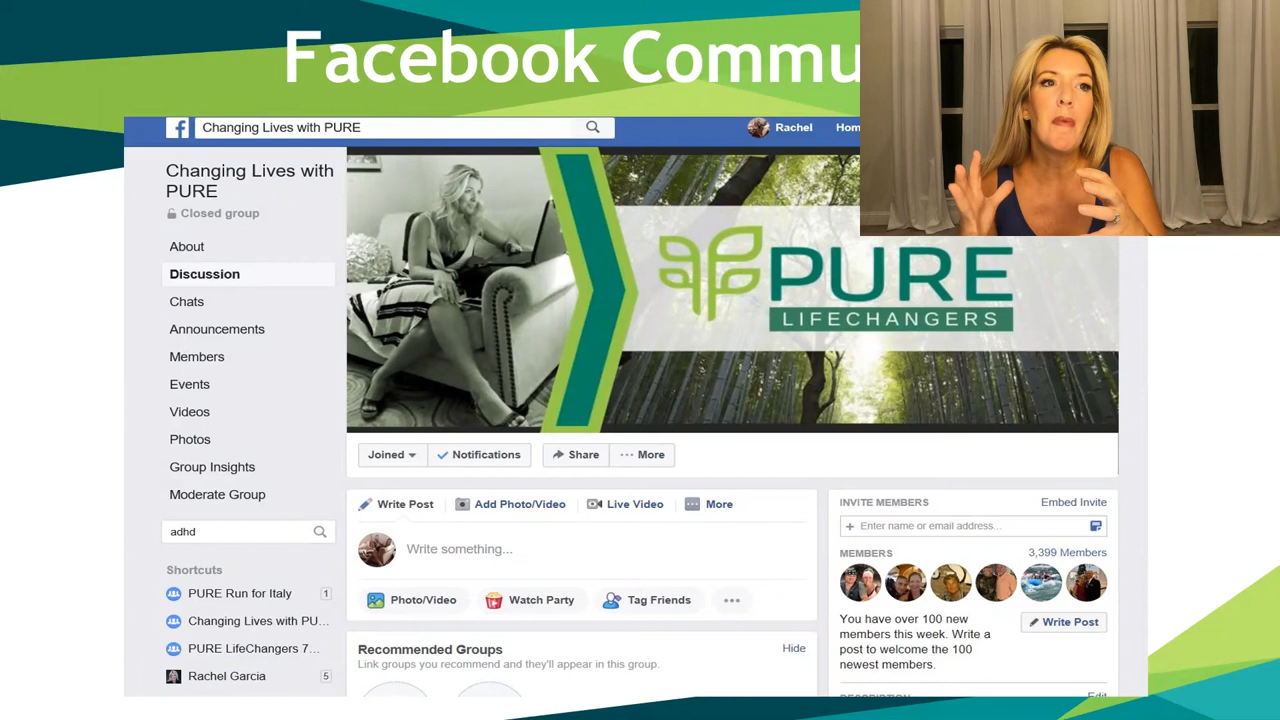 Facebook Commu
Changing Lives with PURE
Rachel
Hom
Changing Lives with
PURE
Closed group
About
Discussion
Chats
Announcements
Members
Events
Videos
Photos
Group Insights
Moderate Group
adhd
Shortcuts
PURE Run for Italy 1
Changing Lives with PU...
PURE LifeChangers 7...
Rachel Garcia 5
PURE
LIFECHANGERS
Joined
Notifications
Share
More
Write Post
Add Photo/Video
Live Video
More
Write something...
Photo/Video
Watch Party
Tag Friends
Recommended Groups
Hide
Link groups you recommend and they'll appear in this group.
INVITE MEMBERS
Embed Invite
+ Enter name or email address...
MEMBERS
3,399 Members
You have over 100 new
members this week. Write a
post to welcome the 100
newest members.
Write Post
DESCRIPTION
Edit